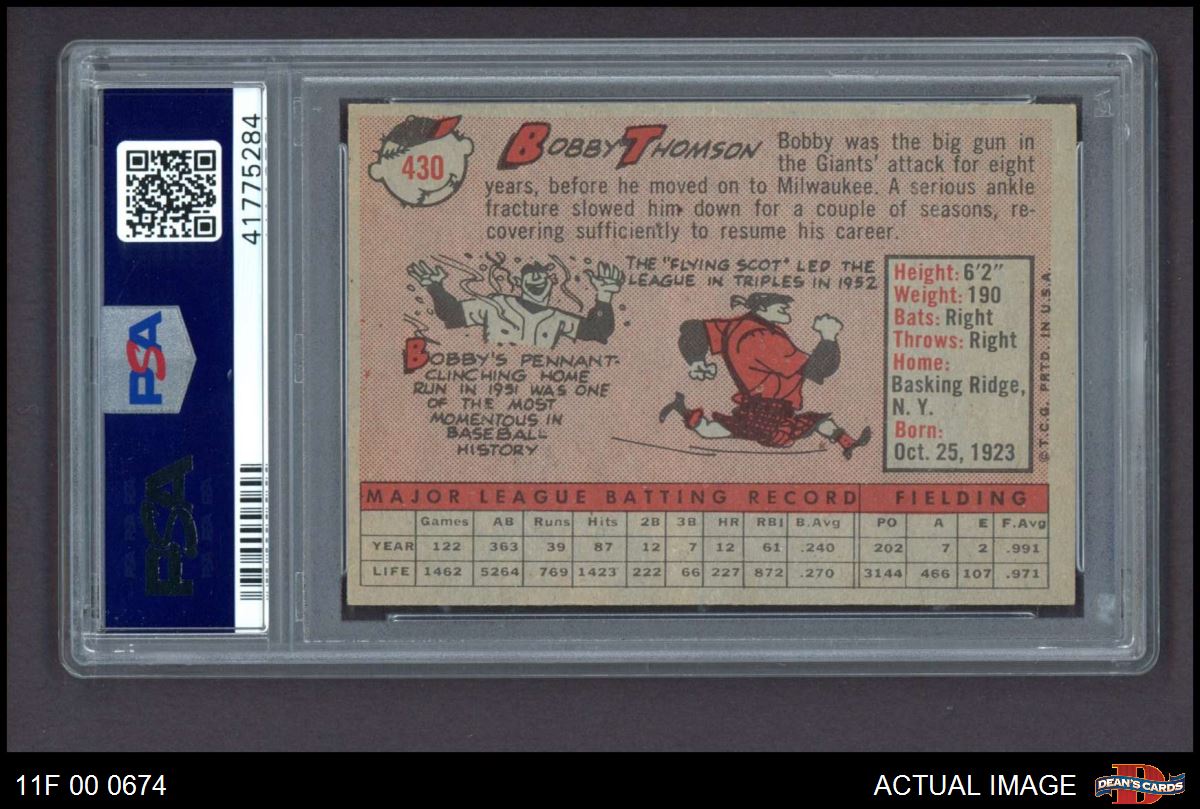 41775284
PSA
PSA
430
BOBBY THOMSON
Bobby was the big gun in
the Giants' attack for eight
years, before he moved on to Milwaukee. A serious ankle
fracture slowed him down for a couple of seasons, re-
covering sufficiently to resume his career.
THE "FLYING SCOT" LED THE
LEAGUE IN TRIPLES IN 1952
BOBBY'S PENNANT-
CLINCHING HOME
RUN IN 1951 WAS ONE
OF THE MOST
MOMENTOUS IN
BASEBALL
HISTORY
Height: 6'2"
Weight: 190
Bats: Right
Throws: Right
Home:
Basking Ridge,
N. Y.
Born:
Oct. 25, 1923
© T.C.G. PRTD. IN U.S.A.
MAJOR LEAGUE BATTING RECORD FIELDING
Games AB Runs Hits 2B 3B HR RBI B.Avg PO A E F.Avg
YEAR 122 363 39 87 12 7 12 61 .240 202 7 2 .991
LIFE 1462 5264 769 1423 222 66 227 872 .270 3144 466 107 .971
11F 00 0674
ACTUAL IMAGE
DEAN'S CARDS